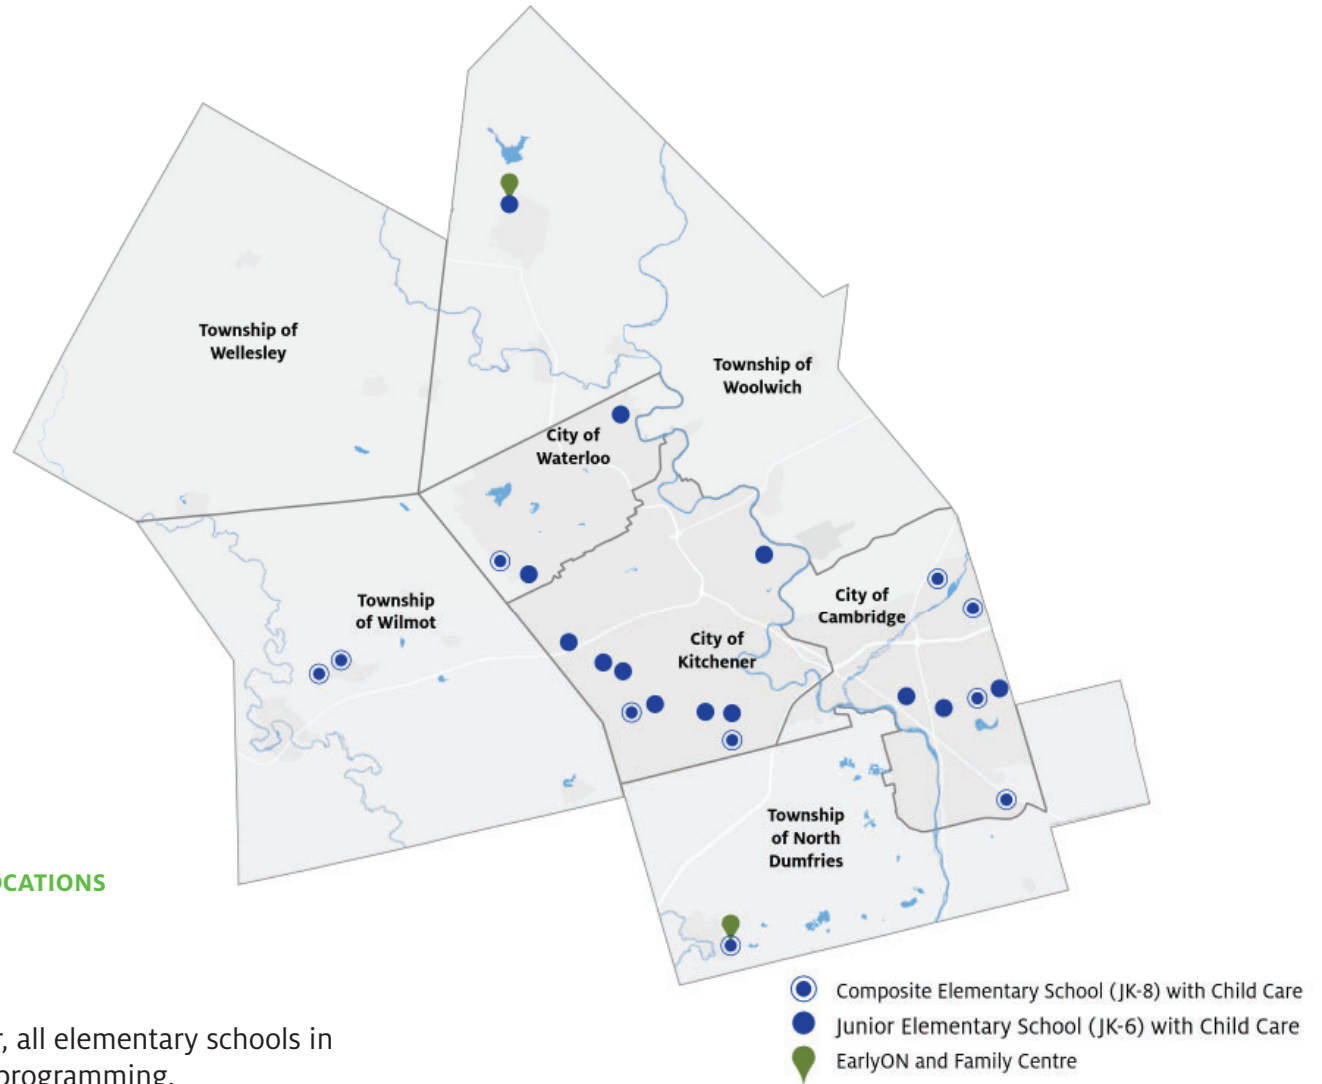 Township of
Wellesley
Township of
Woolwich
City of
Waterloo
Township
of Wilmot
City of
Cambridge
City of
Kitchener
Township
of North
Dumfries
Composite Elementary School (JK-8) with Child Care
Junior Elementary School (JK-6) with Child Care
EarlyON and Family Centre
all elementary schools in
programming.